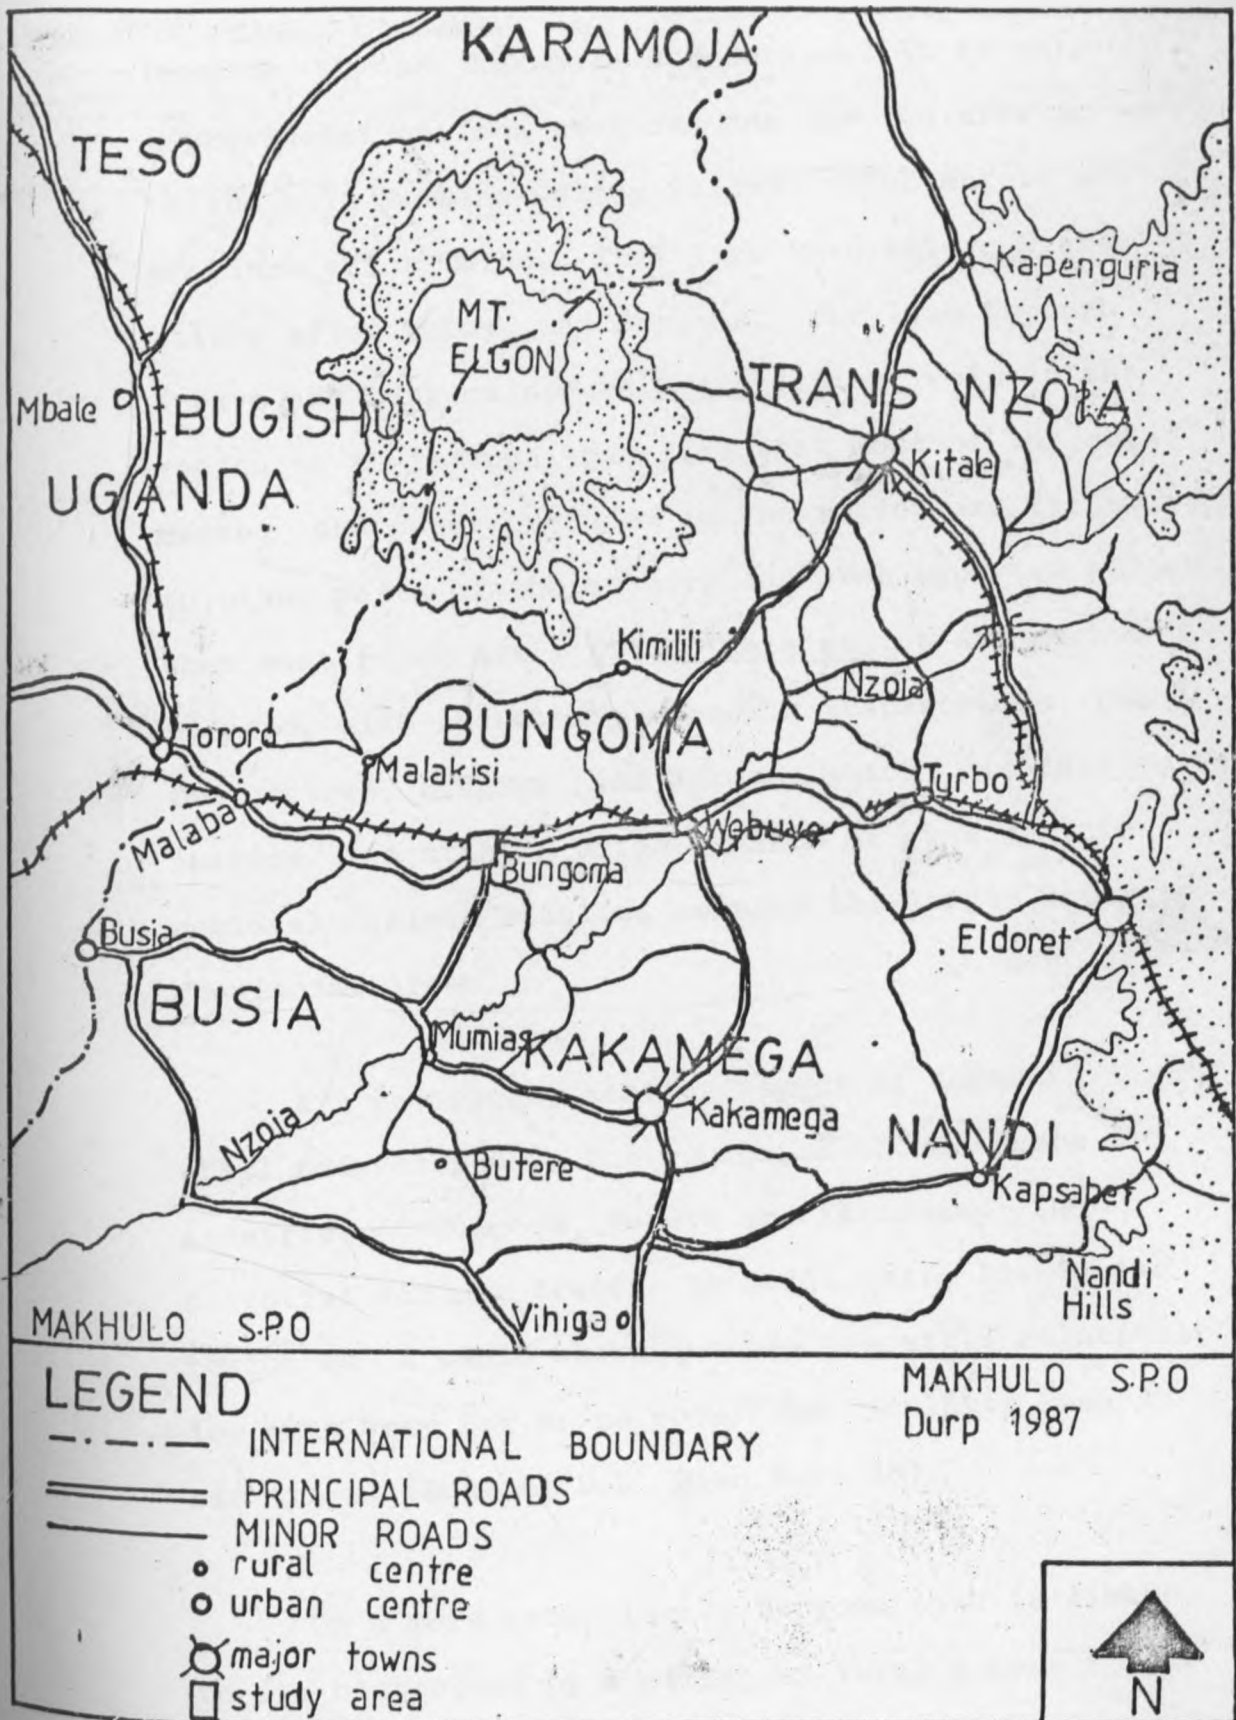 KARAMOJA
TESO
Kapenguria
MT.
ELGON
TRANS NZOIA
Mbale
BUGISHU
Kitale
UGANDA
Kimilili
Nzoia
BUNGOMA
Tororo
Malakisi
Turbo
Malaba
Webuye
Bungoma
Busia
Eldoret
BUSIA
Mumias
KAKAMEGA
Kakamega
Nzoia
NANDI
Butere
Kapsabet
Nandi
Hills
Vihiga
MAKHULO S.P.O
LEGEND
MAKHULO S.P.O
Durp 1987
INTERNATIONAL BOUNDARY
PRINCIPAL ROADS
MINOR ROADS
rural centre
urban centre
major towns
study area
N